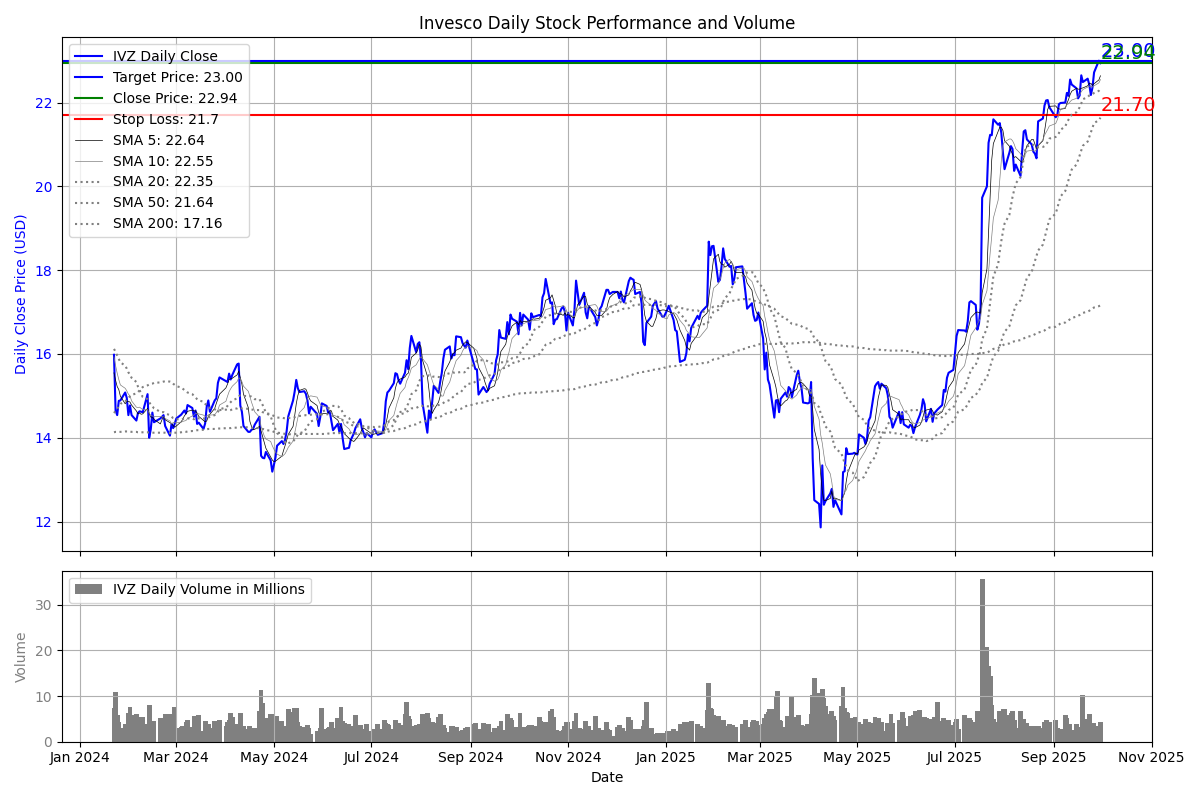 Invesco Daily Stock Performance and Volume
IVZ Daily Close
Target Price: 23.00
Close Price: 22.94
Stop Loss: 21.7
SMA 5: 22.64
SMA 10: 22.55
SMA 20: 22.35
SMA 50: 21.64
SMA 200: 17.16
23.00
22.94
21.70
Daily Close Price (USD)
22
20
18
16
14
12
IVZ Daily Volume in Millions
Volume
30
20
10
0
Jan 2024 Mar 2024 May 2024 Jul 2024 Sep 2024 Nov 2024 Jan 2025 Mar 2025 May 2025 Jul 2025 Sep 2025 Nov 2025
Date